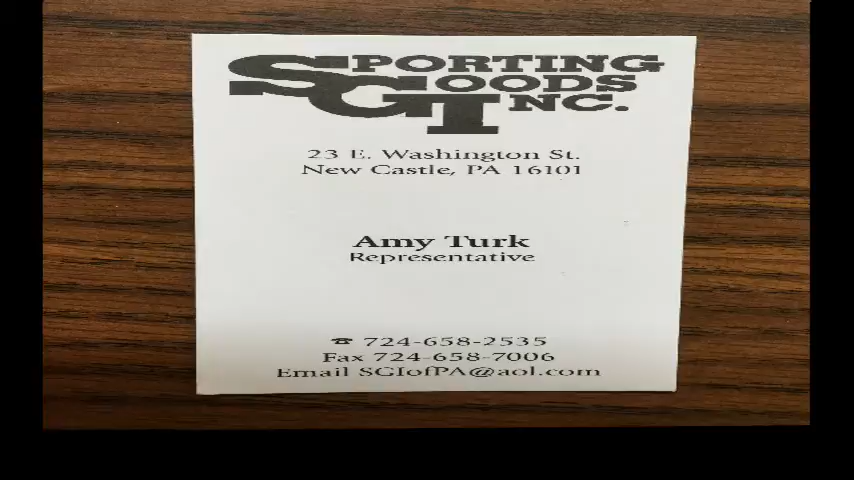 SPORTING
GOODS
INC.
23 E. Washington St.
New Castle, PA 16101
Amy Turk
Representative
☎ 724-658-2535
Fax 724-658-7006
Email SGIofPA@aol.com